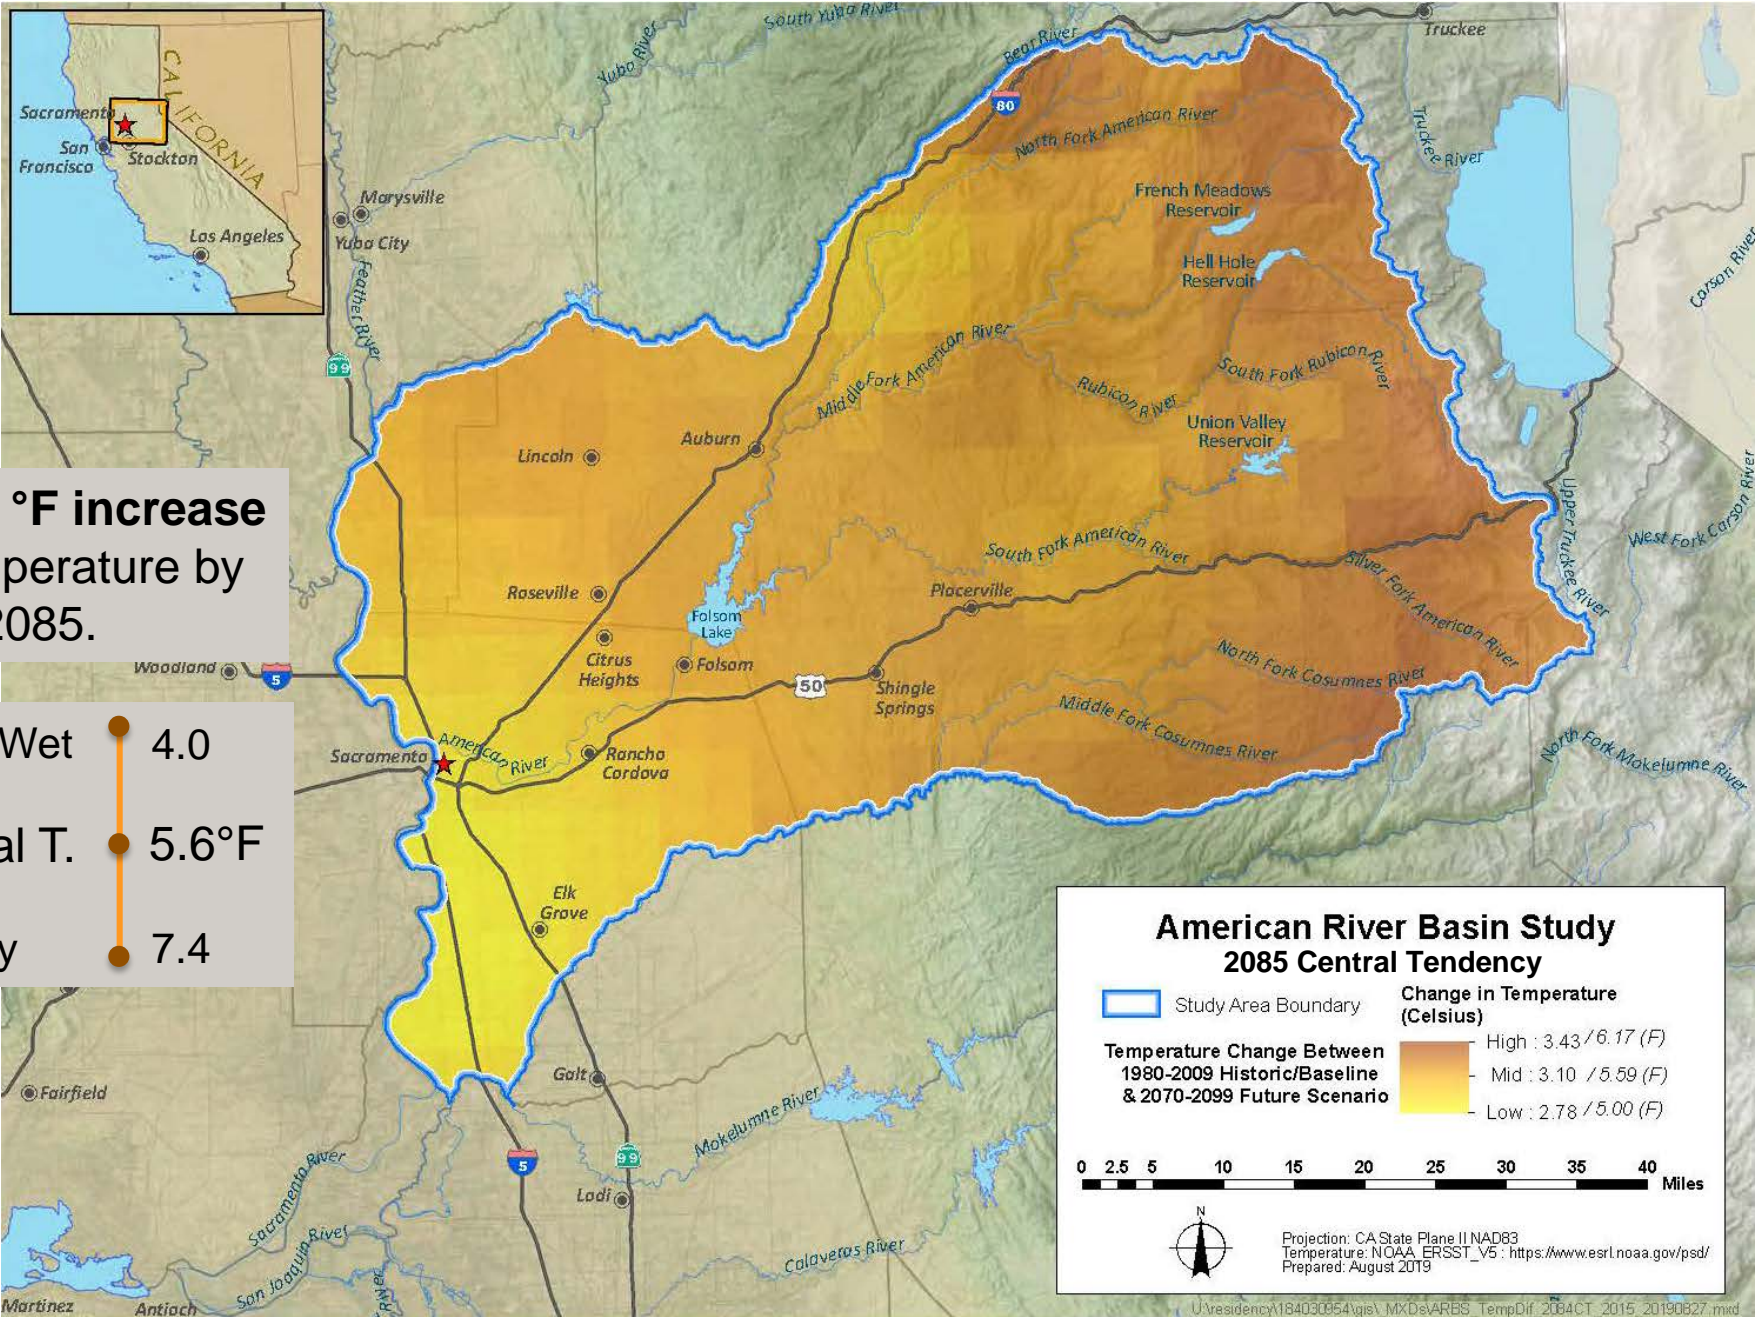 South Yuba River
Truckee
Bear River
Yuba River
CALIFORNIA
Sacramento
San
Francisco
Stockton
Los Angeles
80
North Fork American River
Truckee River
Marysville
Yuba City
Feather River
French Meadows
Reservoir
Hell Hole
Reservoir
Carson River
99
Middle Fork American River
South Fork Rubicon River
Rubicon River
Union Valley
Reservoir
Auburn
Lincoln
°F increase
perature by
2085.
Upper Truckee River
West Fork Carson River
South Fork American River
Silver Fork American River
Roseville
Placerville
Folsom
Lake
Citrus
Heights
Folsom
Woodland
5
50
Shingle
Springs
North Fork Cosumnes River
Middle Fork Cosumnes River
North Fork Mokelumne River
Wet 4.0
al T. 5.6°F
y 7.4
Sacramento
American River
Rancho
Cordova
Elk
Grove
American River Basin Study
2085 Central Tendency
Study Area Boundary
Change in Temperature
(Celsius)
Temperature Change Between
1980-2009 Historic/Baseline
& 2070-2099 Future Scenario
High : 3.43 / 6.17 (F)
Mid : 3.10 / 5.59 (F)
Low : 2.78 / 5.00 (F)
0 2.5 5 10 15 20 25 30 35 40
Miles
N
Projection: CA State Plane II NAD83
Temperature: NOAA_ERSST_V5 : https://www.esrl.noaa.gov/psd/
Prepared: August 2019
Fairfield
Galt
Mokelumne River
5
99
Lodi
Sacramento River
San Joaquin River
River
Calaveras River
Martinez
Antioch
U:\residency\184030954\gis\_MXDs\ARBS_TempDif_2084CT_2015_20190827.mxd